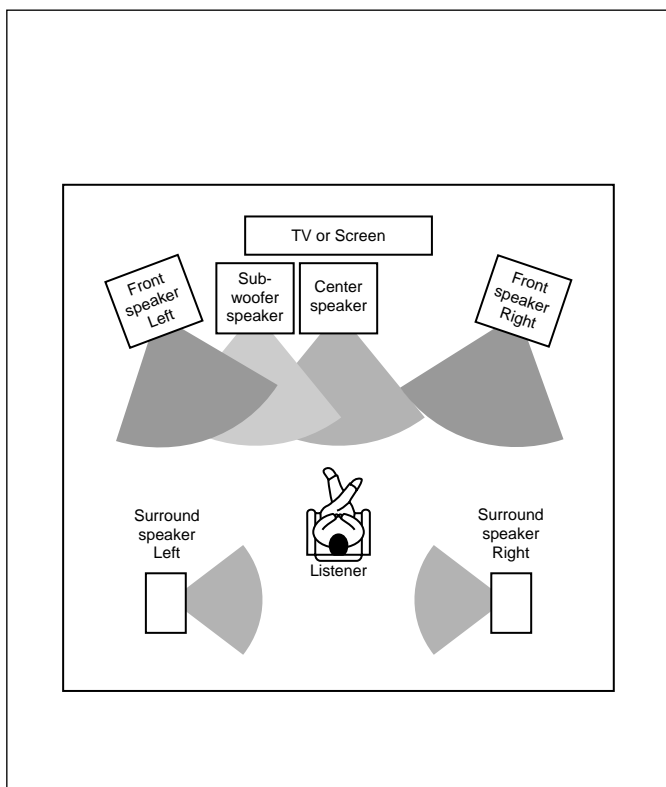 TV or Screen
Front
speaker
Left
Sub-
woofer
speaker
Center
speaker
Front
speaker
Right
Surround
speaker
Left
Listener
Surround
speaker
Right